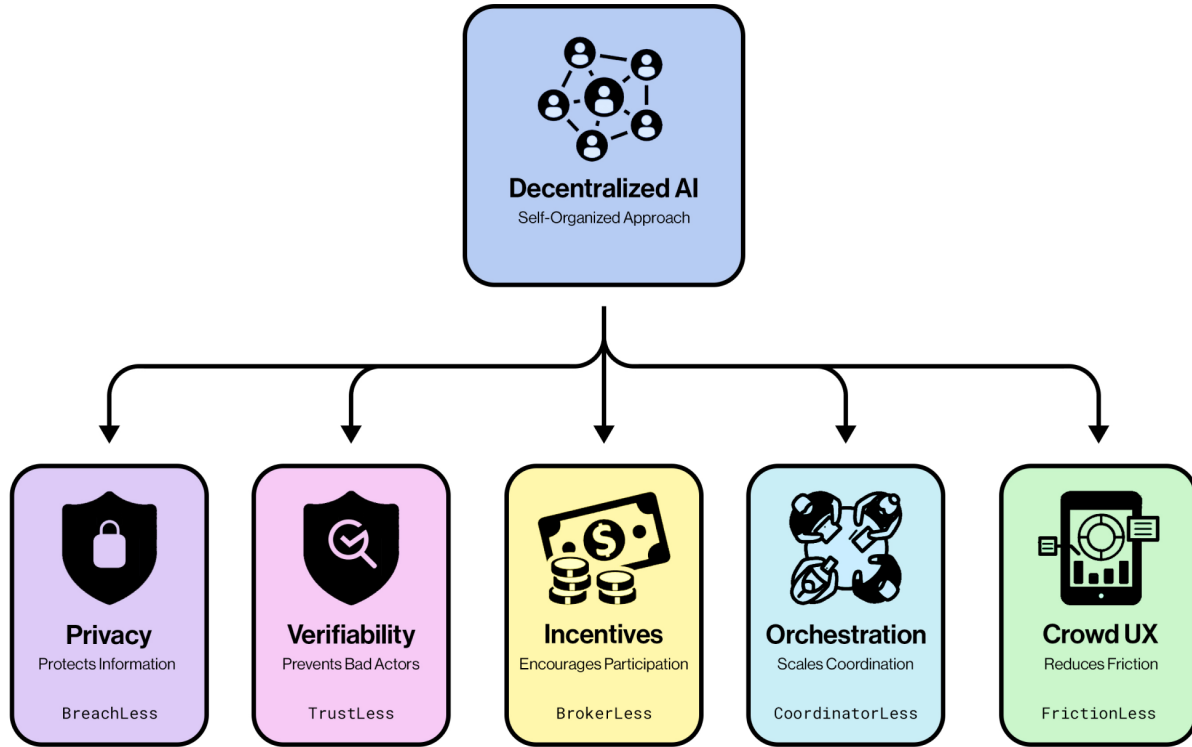 Decentralized AI
Self-Organized Approach
Privacy
Protects Information
BreachLess
Verifiability
Prevents Bad Actors
TrustLess
$
Incentives
Encourages Participation
BrokerLess
Orchestration
Scales Coordination
CoordinatorLess
Crowd UX
Reduces Friction
FrictionLess